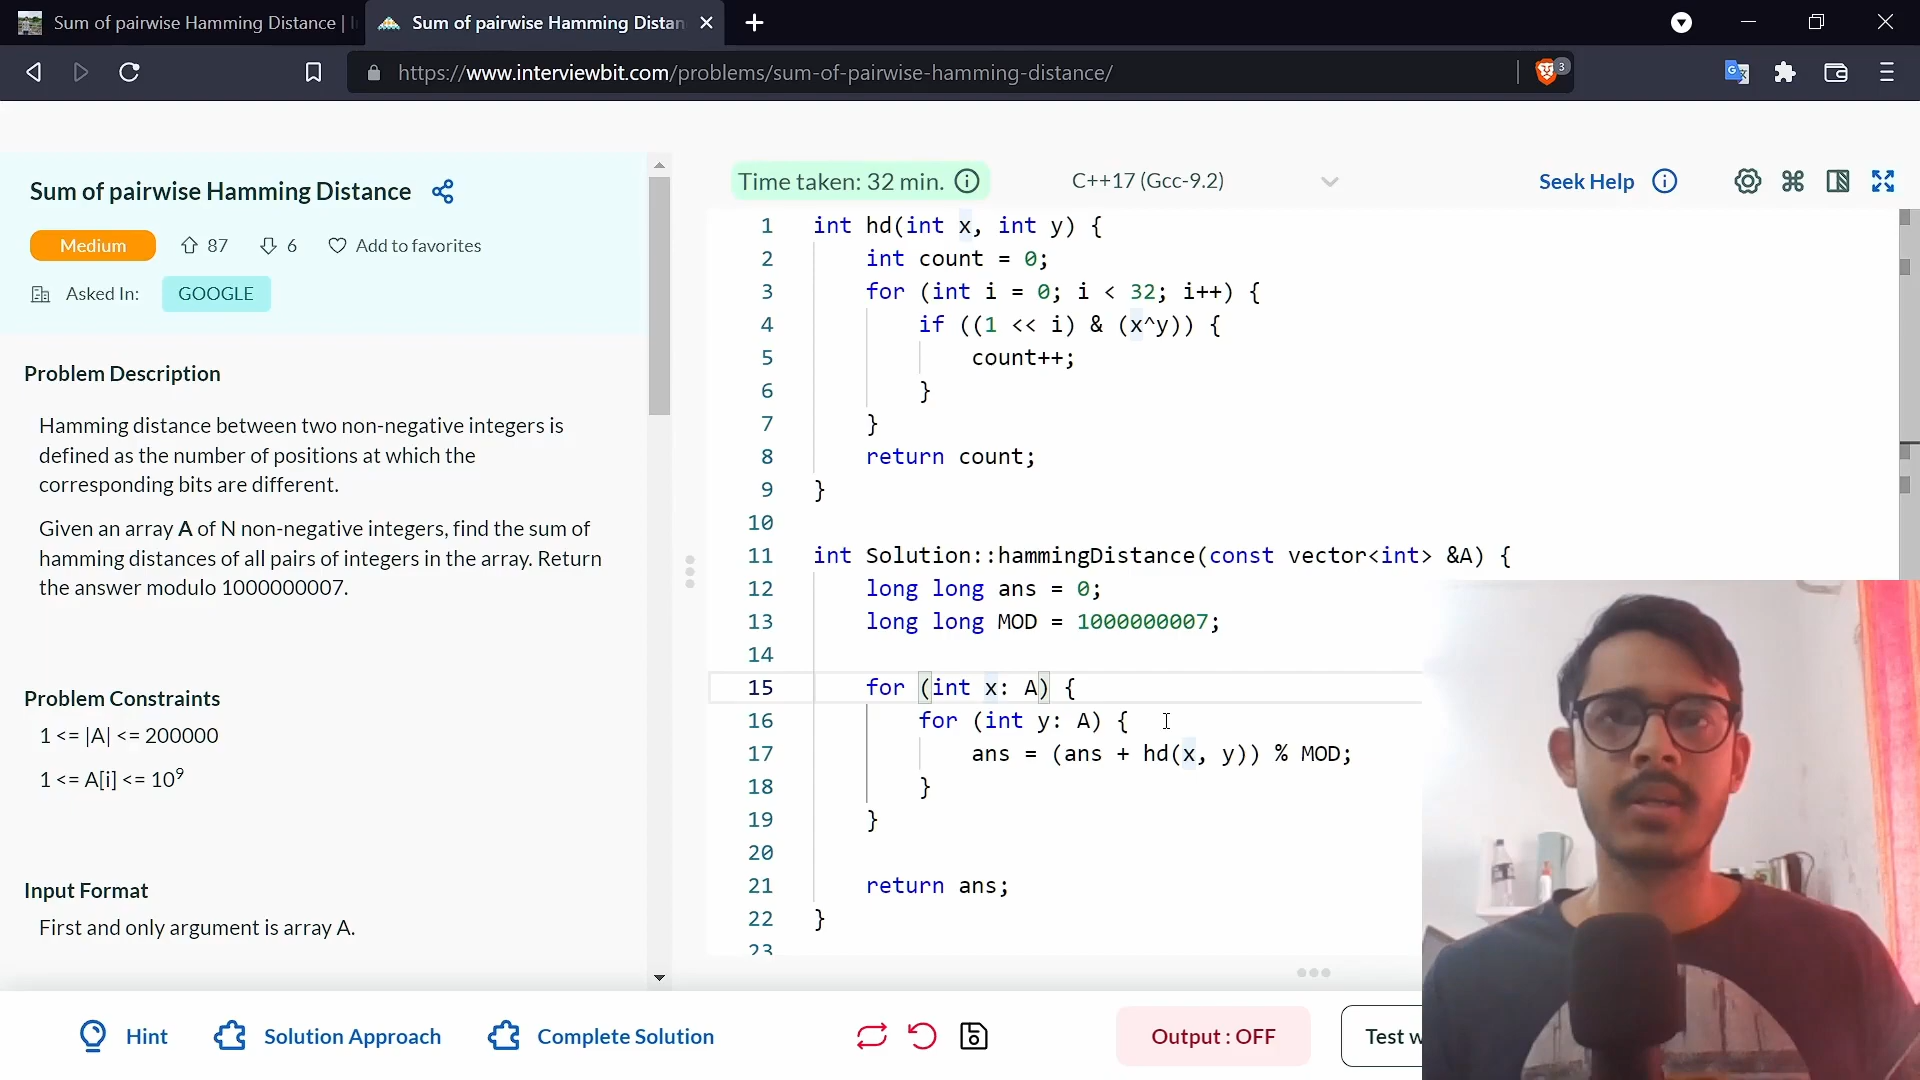 Sum of pairwise Hamming Distance | I
Sum of pairwise Hamming Distan
https://www.interviewbit.com/problems/sum-of-pairwise-hamming-distance/
3
Sum of pairwise Hamming Distance
Medium 87 6 Add to favorites
Asked In: GOOGLE
Problem Description
Hamming distance between two non-negative integers is
defined as the number of positions at which the
corresponding bits are different.
Given an array A of N non-negative integers, find the sum of
hamming distances of all pairs of integers in the array. Return
the answer modulo 1000000007.
Problem Constraints
1 <= |A| <= 200000
1 <= A[i] <= 10⁹
Input Format
First and only argument is array A.
Time taken: 32 min. C++17 (Gcc-9.2) Seek Help
1 int hd(int x, int y) {
2 int count = 0;
3 for (int i = 0; i < 32; i++) {
4 if ((1 << i) & (x^y)) {
5 count++;
6 }
7 }
8 return count;
9 }
10
11 int Solution::hammingDistance(const vector<int> &A) {
12 long long ans = 0;
13 long long MOD = 1000000007;
14
15 for (int x: A) {
16 for (int y: A) {
17 ans = (ans + hd(x, y)) % MOD;
18 }
19 }
20
21 return ans;
22 }
23
Hint Solution Approach Complete Solution Output : OFF Test w